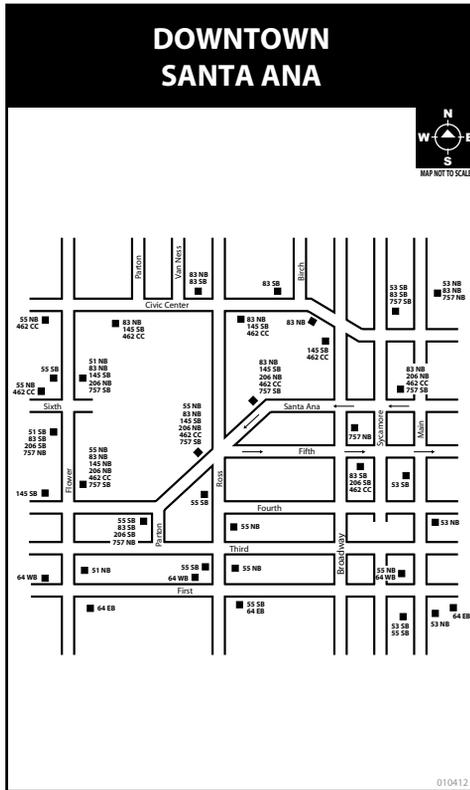 DOWNTOWN
SANTA ANA
N
W
E
S
MAP NOT TO SCALE
Parton
Van Ness
Birch
83 NB
83 SB
83 SB
53 SB
83 SB
757 SB
53 NB
83 NB
757 NB
Civic Center
55 NB
462 CC
83 NB
145 SB
462 CC
83 NB
145 SB
462 CC
83 NB
145 SB
462 CC
51 NB
83 NB
145 SB
206 NB
757 SB
55 SB
55 NB
462 CC
83 NB
145 SB
206 NB
462 CC
757 SB
83 NB
206 NB
462 CC
757 SB
Sixth
Santa Ana
Sycamore
Main
55 NB
83 NB
145 SB
206 NB
462 CC
757 SB
51 SB
83 SB
206 SB
757 NB
757 NB
Fifth
55 NB
83 NB
145 NB
206 NB
462 CC
757 SB
Flower
Ross
83 SB
206 SB
462 CC
53 SB
145 SB
55 SB
Fourth
55 SB
83 SB
206 SB
757 NB
Parton
55 NB
53 NB
Broadway
Third
64 WB
51 NB
55 SB
64 WB
55 NB
55 NB
64 WB
First
64 EB
55 SB
64 EB
53 SB
55 SB
53 NB
64 EB
010412